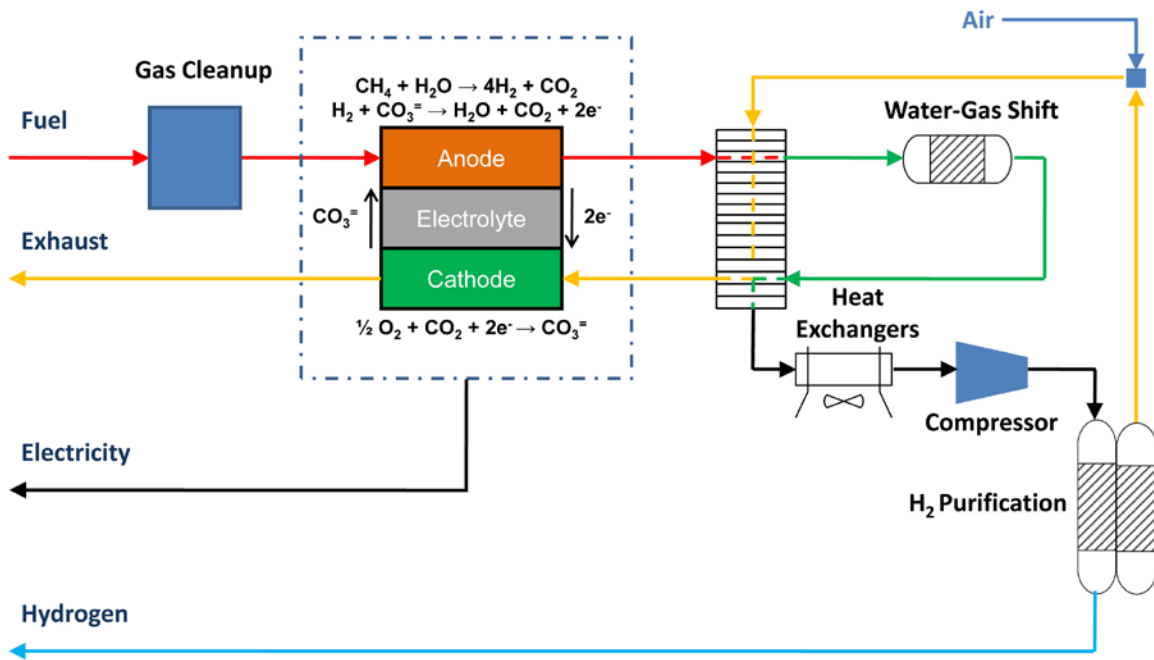 Air
Gas Cleanup
CH₄ + H₂O → 4H₂ + CO₂
H₂ + CO₃⁼ → H₂O + CO₂ + 2e⁻
Water-Gas Shift
Fuel
Anode
CO₃⁼
Electrolyte
2e⁻
Exhaust
Cathode
½ O₂ + CO₂ + 2e⁻ → CO₃⁼
Heat
Exchangers
Compressor
Electricity
H₂ Purification
Hydrogen